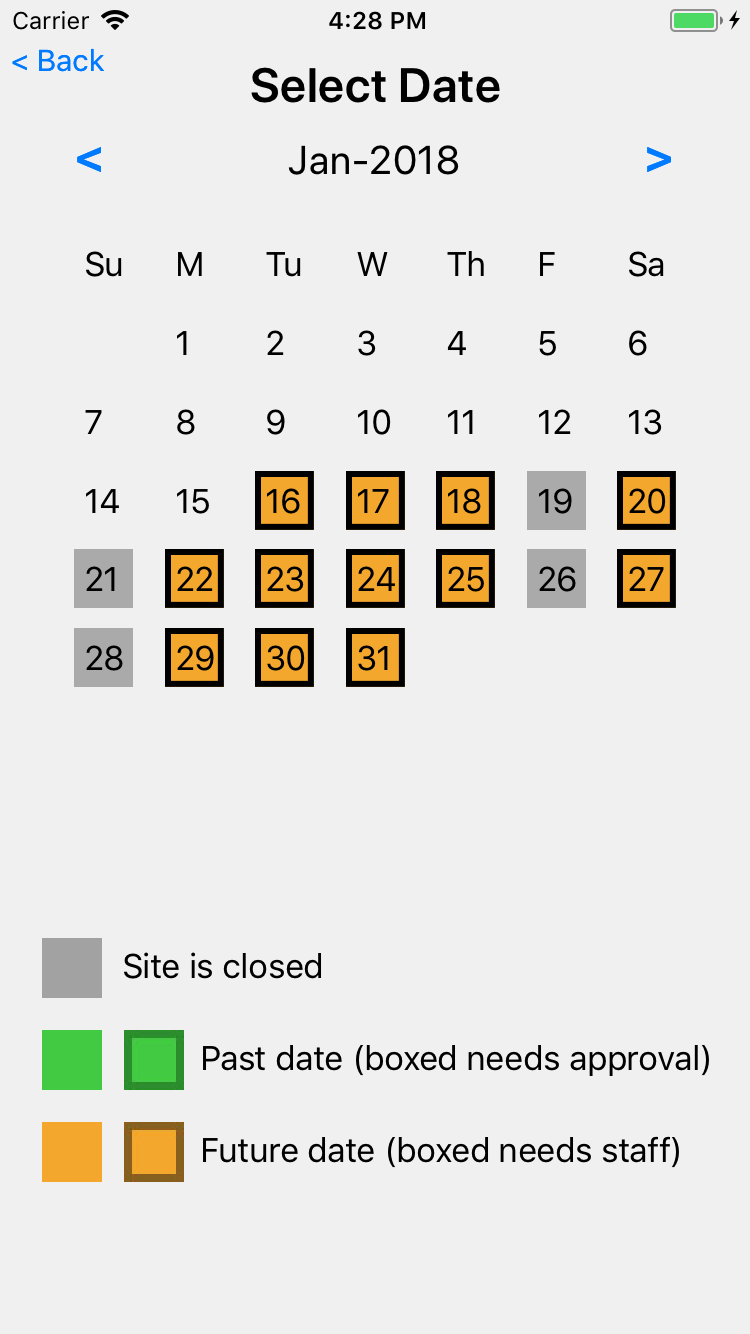 Carrier 4:28 PM
< Back
Select Date
< Jan-2018 >
Su M Tu W Th F Sa
1 2 3 4 5 6
7 8 9 10 11 12 13
14 15 16 17 18 19 20
21 22 23 24 25 26 27
28 29 30 31
Site is closed
Past date (boxed needs approval)
Future date (boxed needs staff)